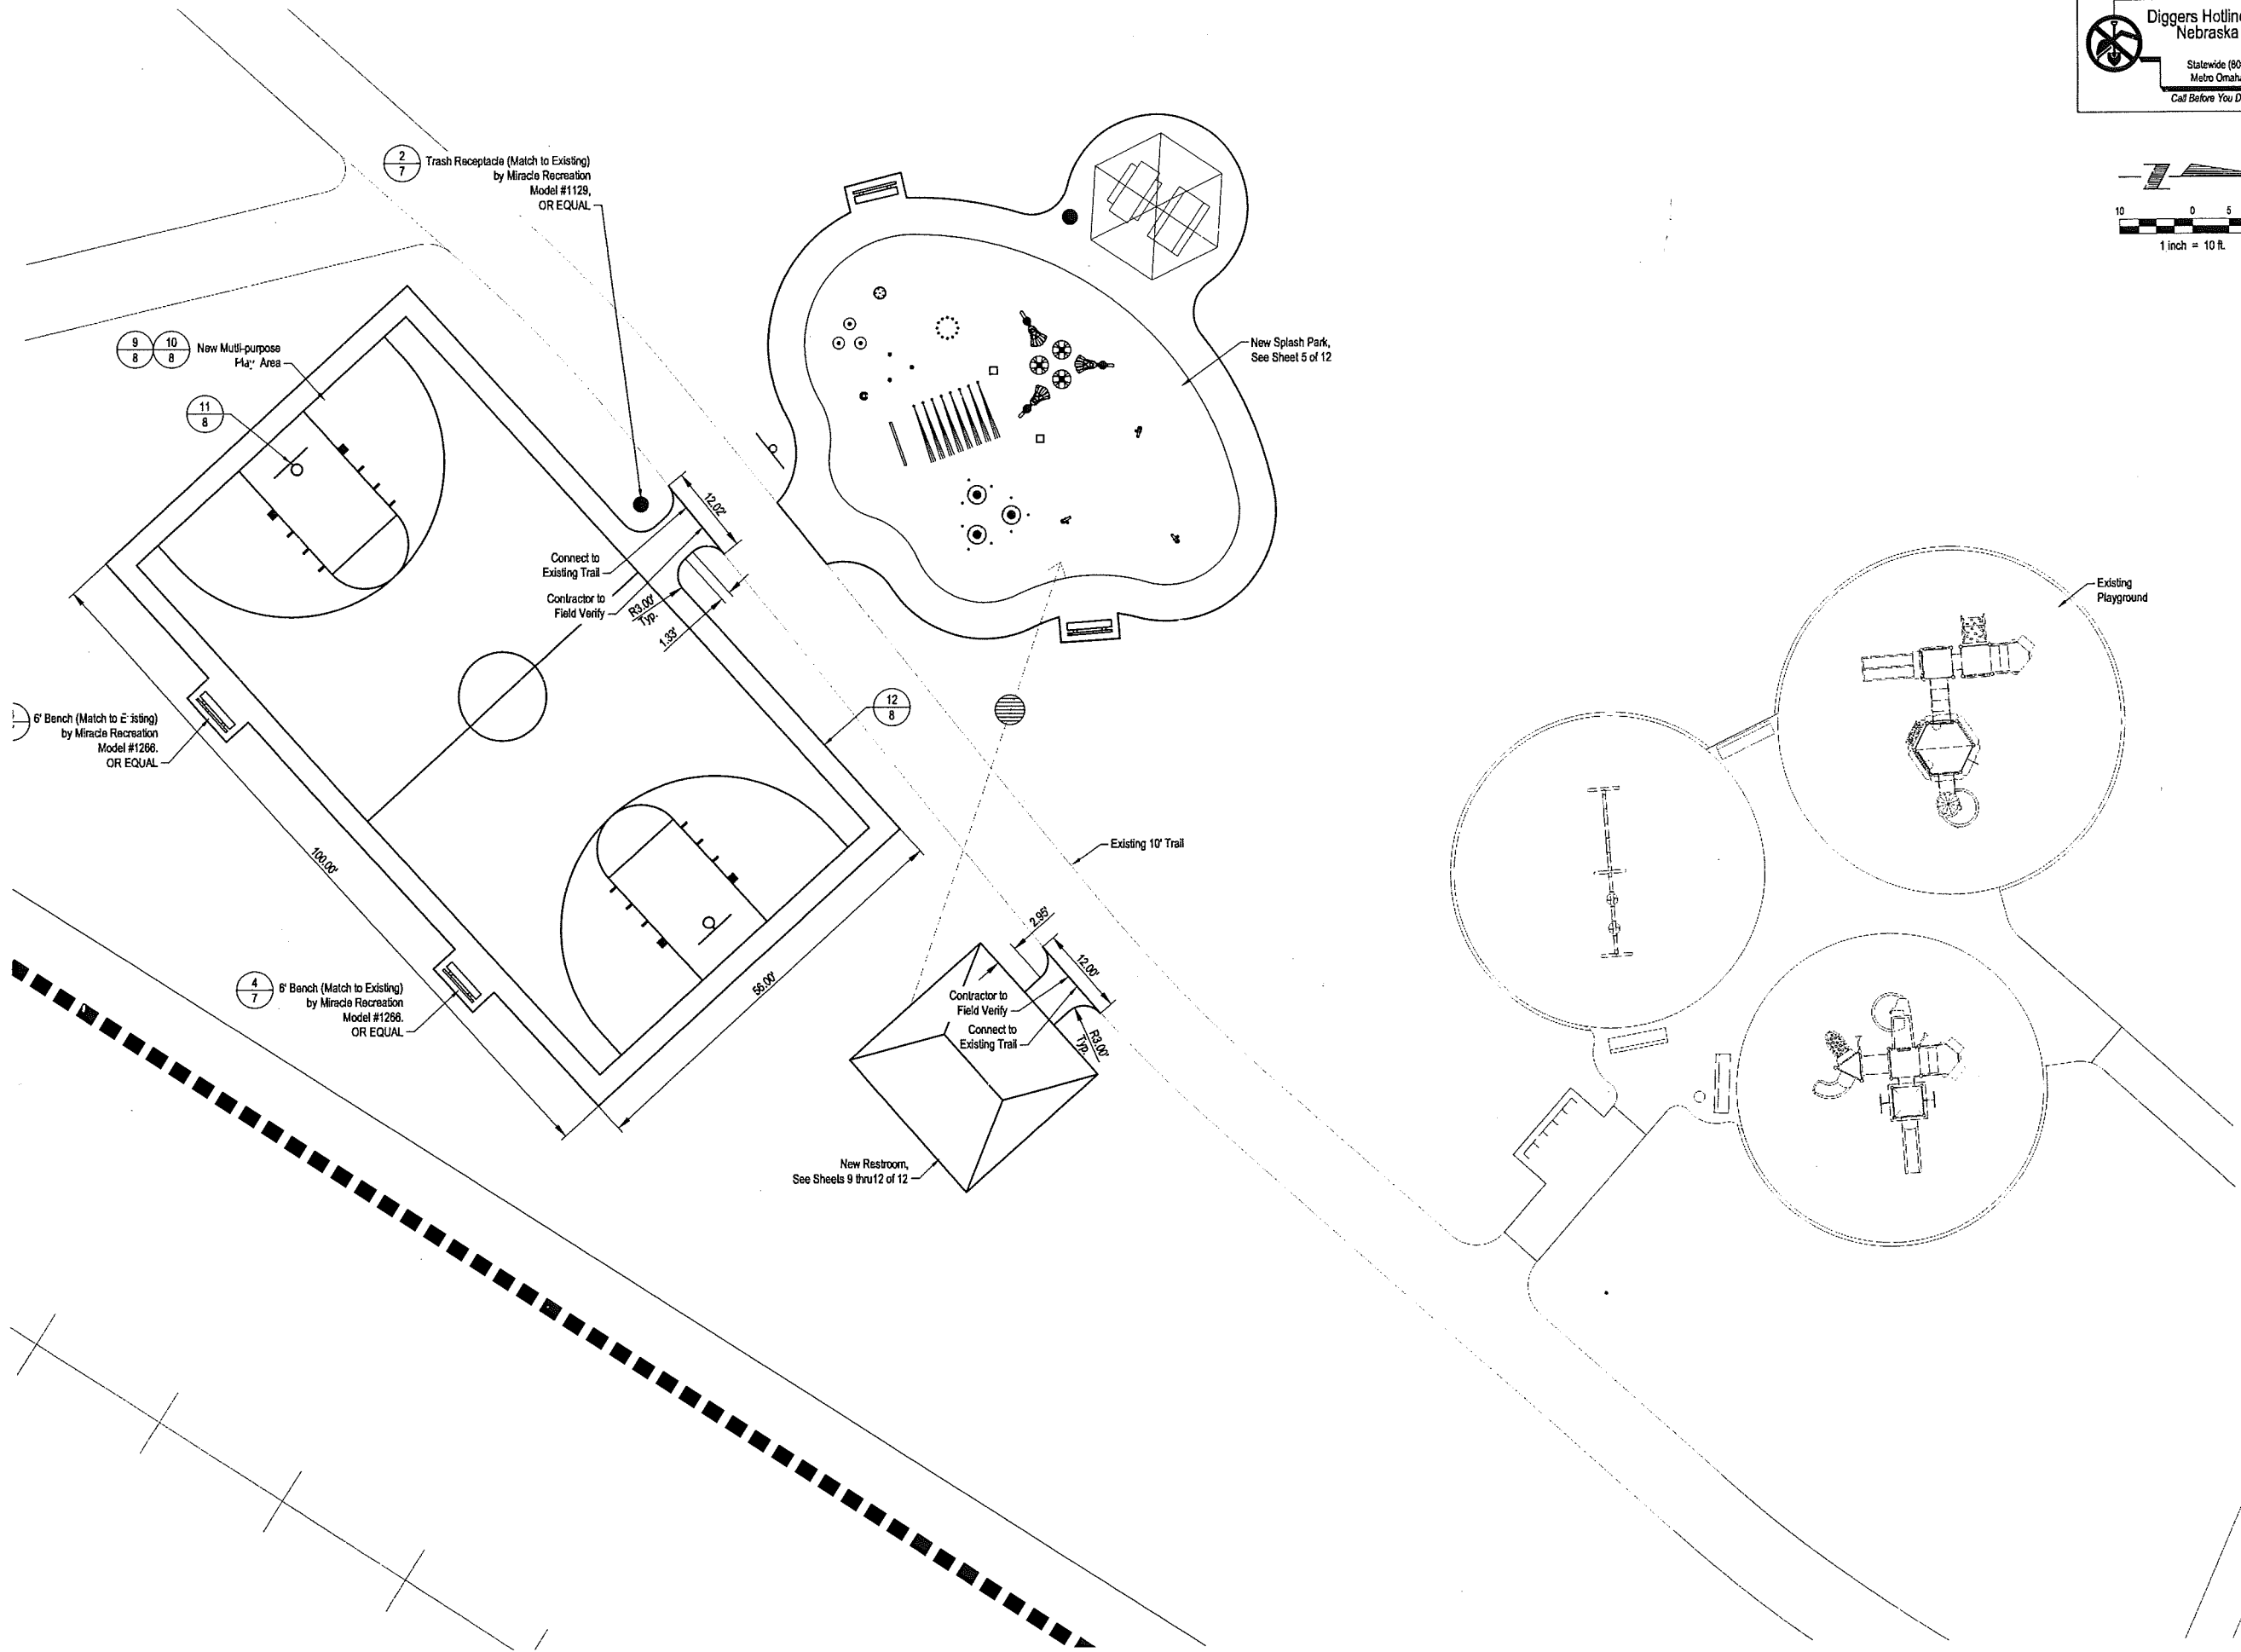 Diggers Hotline
Nebraska
Statewide (80
Metro Omaha
Call Before You D
10 0 5
1 inch = 10 ft.
2
7
Trash Receptacle (Match to Existing)
by Miracle Recreation
Model #1129,
OR EQUAL
9
8
10
8
New Mutli-purpose
Play Area
11
8
New Splash Park,
See Sheet 5 of 12
12.02'
Connect to
Existing Trail
Contractor to
Field Verify
R3.00'
Typ.
1.33'
Existing
Playground
12
8
6' Bench (Match to Existing)
by Miracle Recreation
Model #1266.
OR EQUAL
100.00'
Existing 10' Trail
2.95'
12.00'
56.00'
4
7
6' Bench (Match to Existing)
by Miracle Recreation
Model #1266.
OR EQUAL
Contractor to
Field Verify
Connect to
Existing Trail
R3.00'
Typ.
New Restroom,
See Sheets 9 thru12 of 12